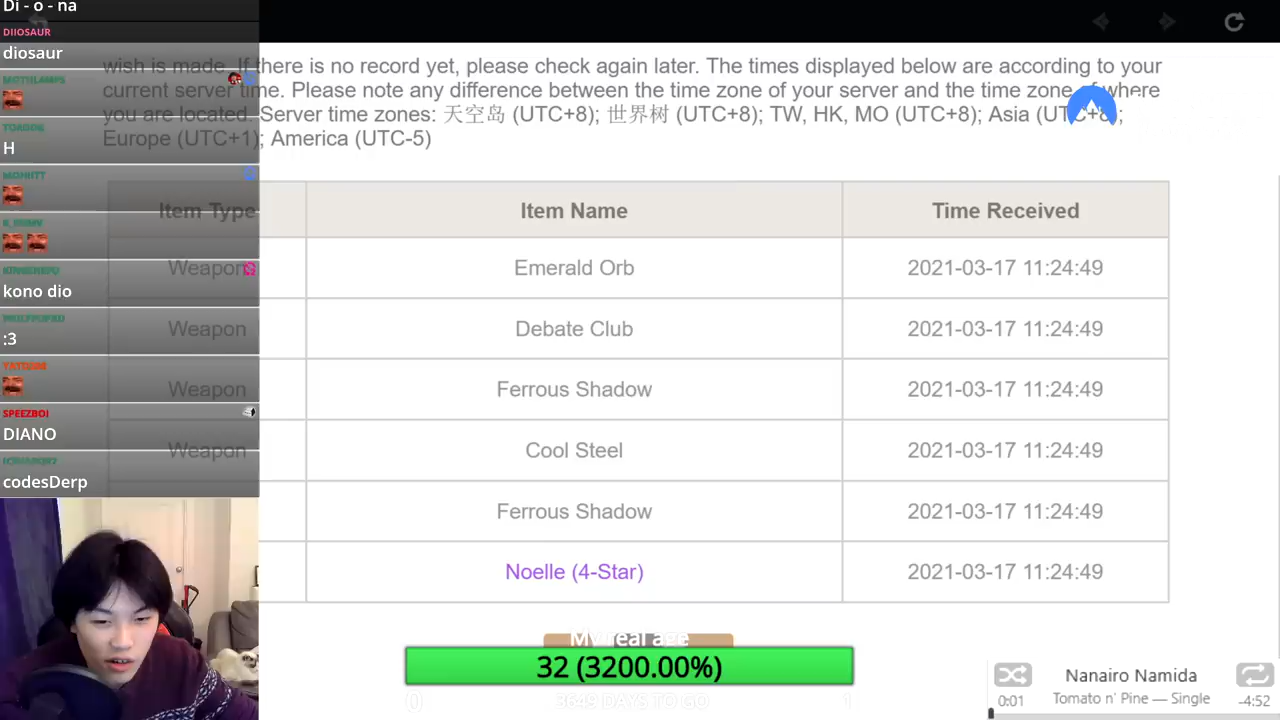 Di - o - na
DIIOSAUR
diosaur
H
kono dio
:3
SPEEZBOI
DIANO
codesDerp
wish is made. If there is no record yet, please check again later. The times displayed below are according to your
current server time. Please note any difference between the time zone of your server and the time zone of where
you are located. Server time zones: 天空岛 (UTC+8); 世界树 (UTC+8); TW, HK, MO (UTC+8); Asia (UTC+8);
Europe (UTC+1); America (UTC-5)
Item Type Item Name Time Received
Weapon Emerald Orb 2021-03-17 11:24:49
Weapon Debate Club 2021-03-17 11:24:49
Weapon Ferrous Shadow 2021-03-17 11:24:49
Weapon Cool Steel 2021-03-17 11:24:49
Ferrous Shadow 2021-03-17 11:24:49
Noelle (4-Star) 2021-03-17 11:24:49
My real age
32 (3200.00%)
0 3649 DAYS TO GO 1
Nanairo Namida
Tomato n' Pine — Single
0:01 -4:52